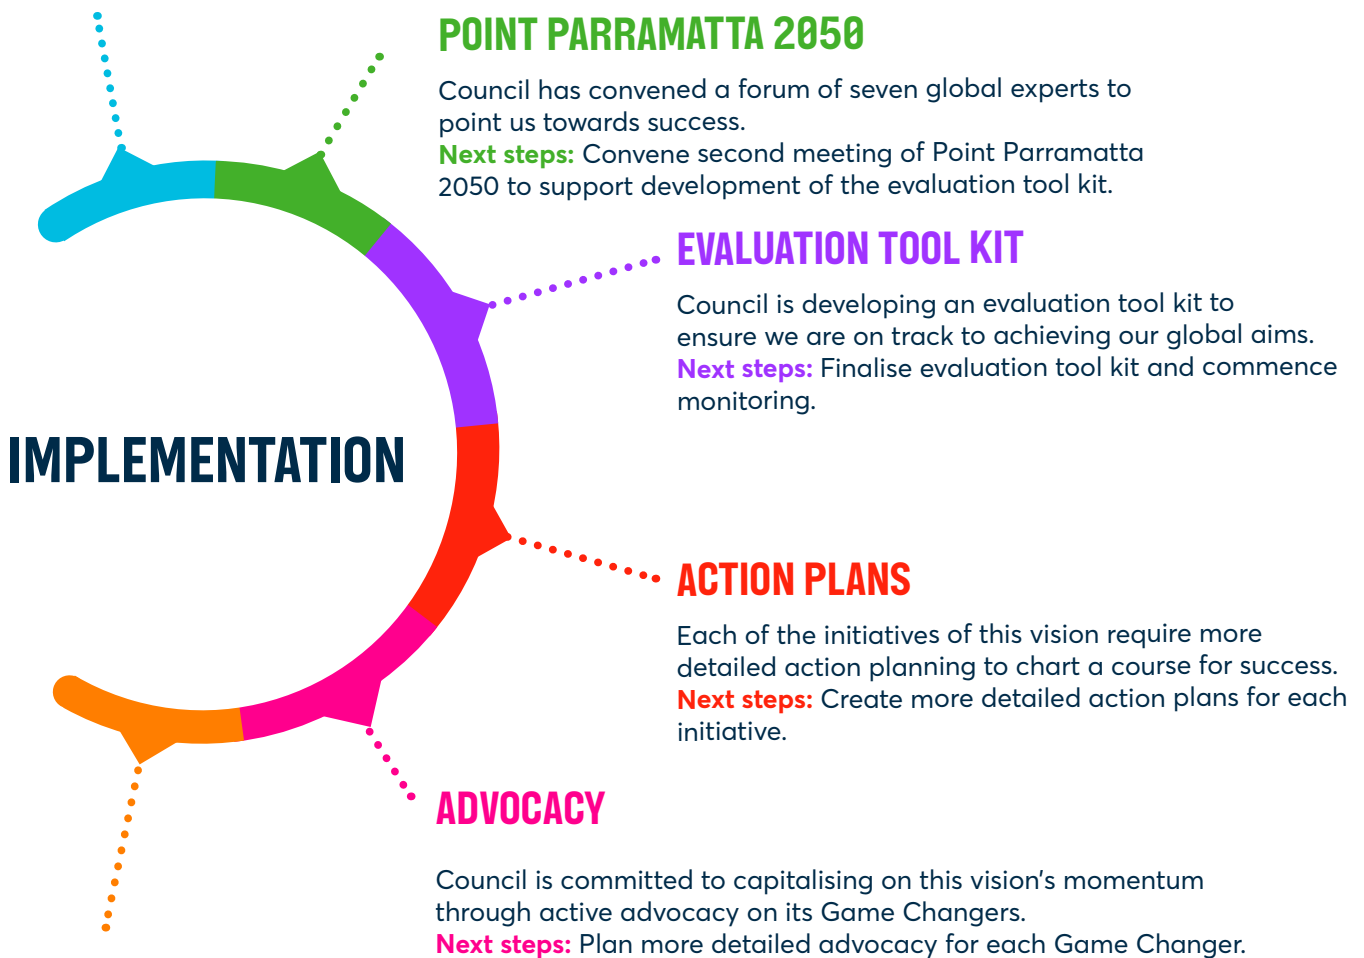 POINT PARRAMATTA 2050
Council has convened a forum of seven global experts to
point us towards success.
Next steps: Convene second meeting of Point Parramatta
2050 to support development of the evaluation tool kit.
EVALUATION TOOL KIT
Council is developing an evaluation tool kit to
ensure we are on track to achieving our global aims.
Next steps: Finalise evaluation tool kit and commence
monitoring.
IMPLEMENTATION
ACTION PLANS
Each of the initiatives of this vision require more
detailed action planning to chart a course for success.
Next steps: Create more detailed action plans for each
initiative.
ADVOCACY
Council is committed to capitalising on this vision's momentum
through active advocacy on its Game Changers.
Next steps: Plan more detailed advocacy for each Game Changer.